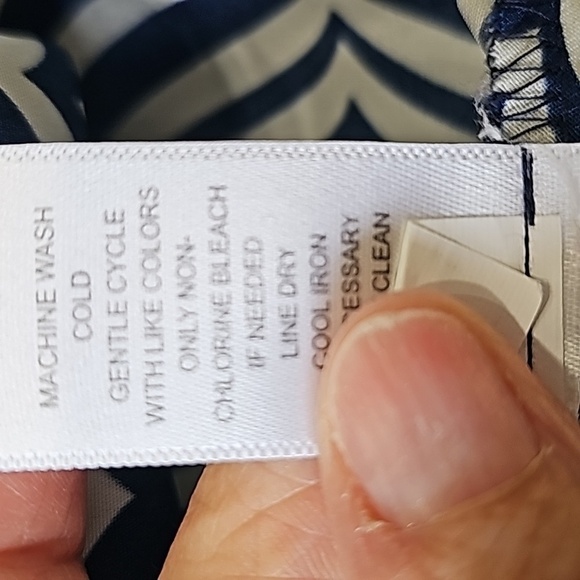 MACHINE WASH
COLD
GENTLE CYCLE
WITH LIKE COLORS
ONLY NON-
CHLORINE BLEACH
IF NEEDED
LINE DRY
COOL IRON
CESSARY
CLEAN